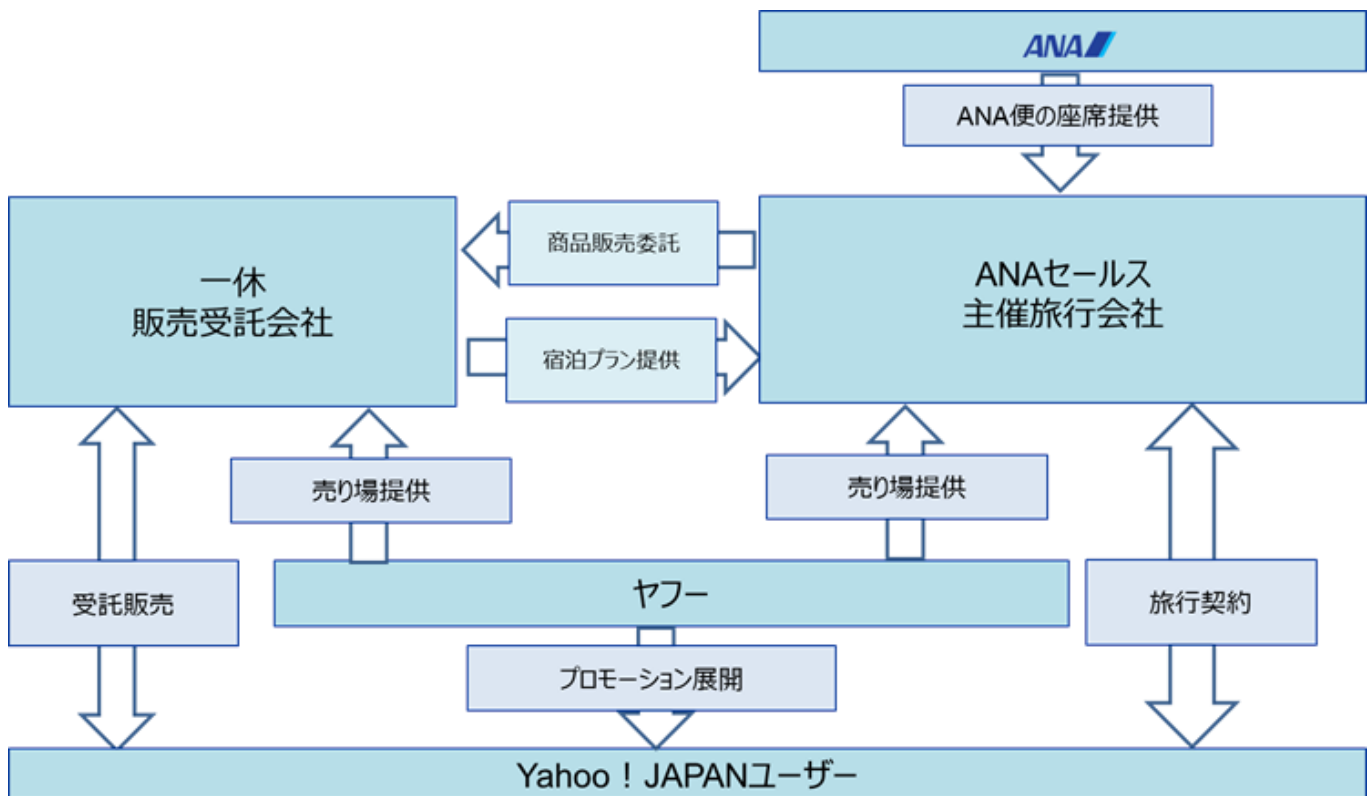 ANA
ANA便の座席提供
商品販売委託
一休
販売受託会社
ANAセールス
主催旅行会社
宿泊プラン提供
売り場提供
売り場提供
受託販売
ヤフー
旅行契約
プロモーション展開
Yahoo！JAPANユーザー